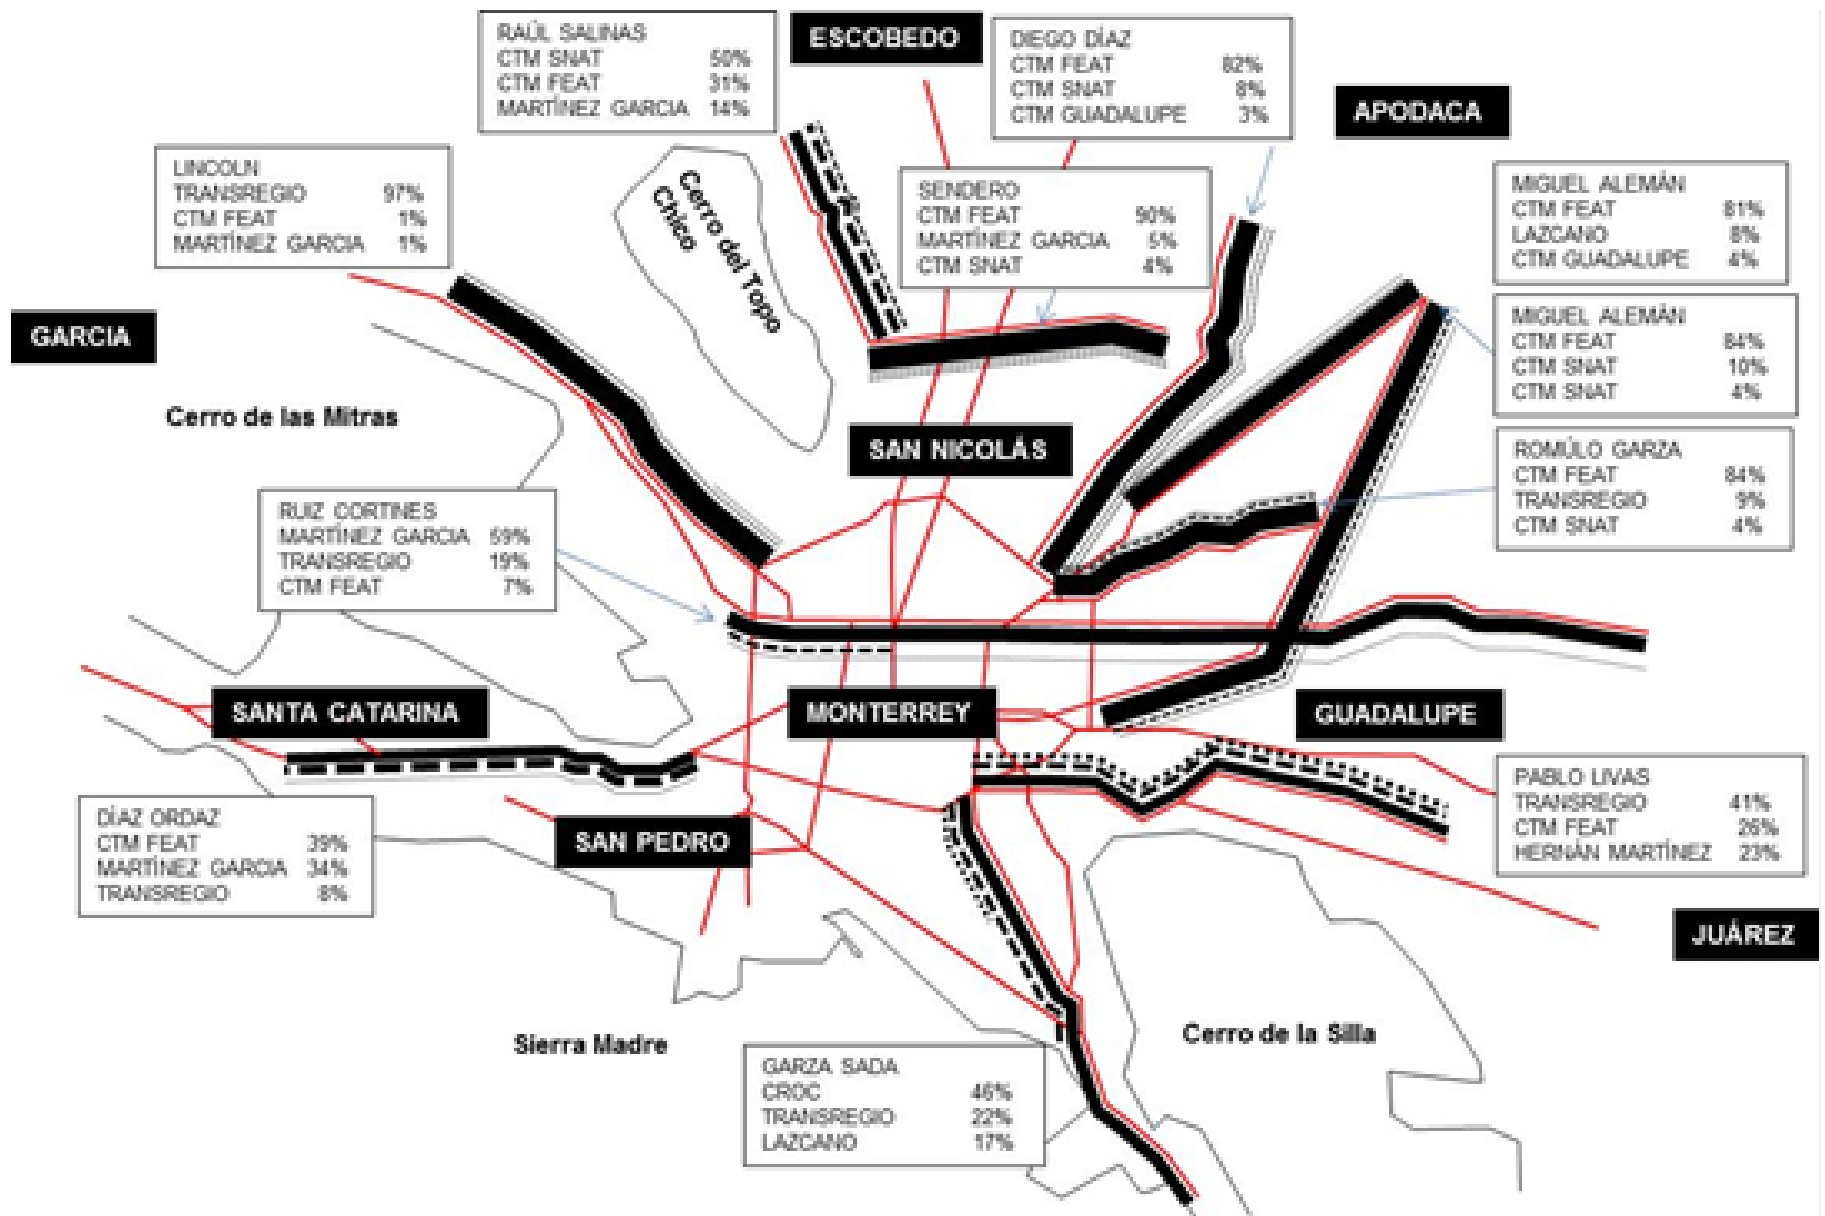 RAÚL SALINAS
CTM SNAT 50%
CTM FEAT 31%
MARTÍNEZ GARCIA 14%
ESCOBEDO
DIEGO DÍAZ
CTM FEAT 82%
CTM SNAT 8%
CTM GUADALUPE 3%
APODACA
LINCOLN
TRANSREGIO 97%
CTM FEAT 1%
MARTÍNEZ GARCIA 1%
Cerro del Topo
Chico
SENDERO
CTM FEAT 90%
MARTÍNEZ GARCIA 5%
CTM SNAT 4%
MIGUEL ALEMÁN
CTM FEAT 81%
LAZCANO 8%
CTM GUADALUPE 4%
GARCIA
MIGUEL ALEMÁN
CTM FEAT 84%
CTM SNAT 10%
CTM SNAT 4%
Cerro de las Mitras
SAN NICOLÁS
ROMÚLO GARZA
CTM FEAT 84%
TRANSREGIO 9%
CTM SNAT 4%
RUIZ CORTINES
MARTÍNEZ GARCIA 59%
TRANSREGIO 19%
CTM FEAT 7%
SANTA CATARINA
MONTERREY
GUADALUPE
DÍAZ ORDAZ
CTM FEAT 39%
MARTÍNEZ GARCIA 34%
TRANSREGIO 8%
SAN PEDRO
PABLO LIVAS
TRANSREGIO 41%
CTM FEAT 26%
HERNÁN MARTÍNEZ 23%
JUÁREZ
Sierra Madre
Cerro de la Silla
GARZA SADA
CROC 46%
TRANSREGIO 22%
LAZCANO 17%